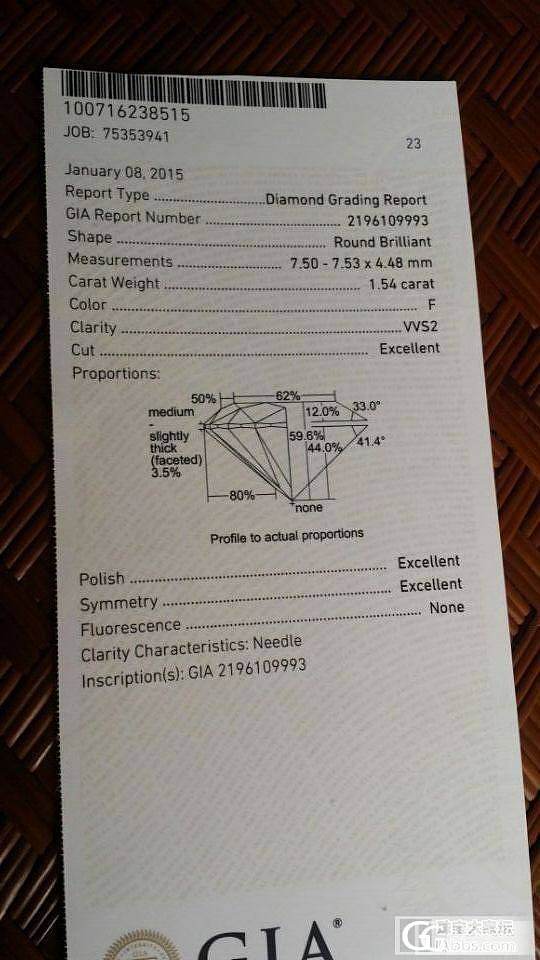 100716238515
JOB: 75353941
23
January 08, 2015
Report Type ........................ Diamond Grading Report
GIA Report Number ........................ 2196109993
Shape ........................ Round Brilliant
Measurements ........................ 7.50 - 7.53 x 4.48 mm
Carat Weight ........................ 1.54 carat
Color ........................ F
Clarity ........................ VVS2
Cut ........................ Excellent
Proportions:
50% 62%
medium 12.0% 33.0°
-
slightly 59.6%
thick 44.0% 41.4°
(faceted)
3.5%
80%
none
Profile to actual proportions
Polish ........................ Excellent
Symmetry ........................ Excellent
Fluorescence ........................ None
Clarity Characteristics: Needle
Inscription(s): GIA 2196109993
GIA®